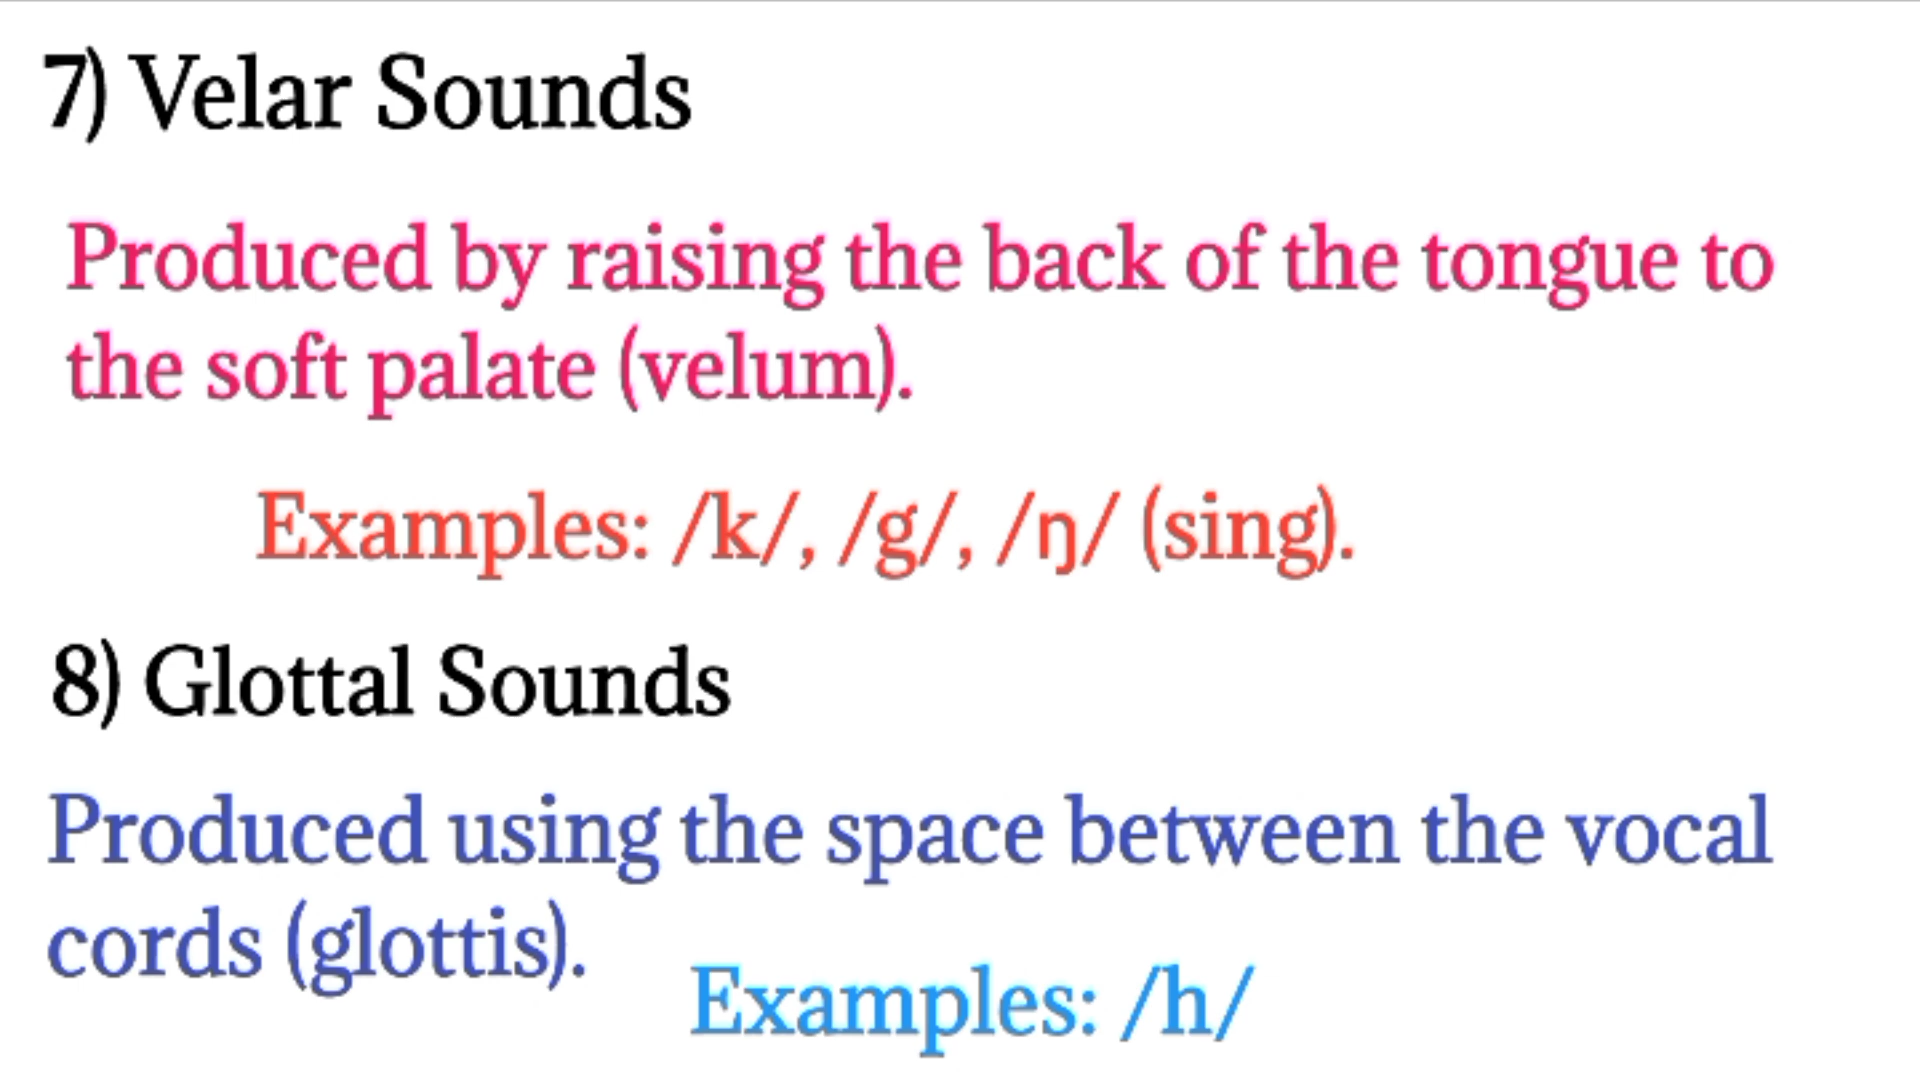 7) Velar Sounds
Produced by raising the back of the tongue to
the soft palate (velum).
Examples: /k/, /g/, /ŋ/ (sing).
8) Glottal Sounds
Produced using the space between the vocal
cords (glottis).
Examples: /h/